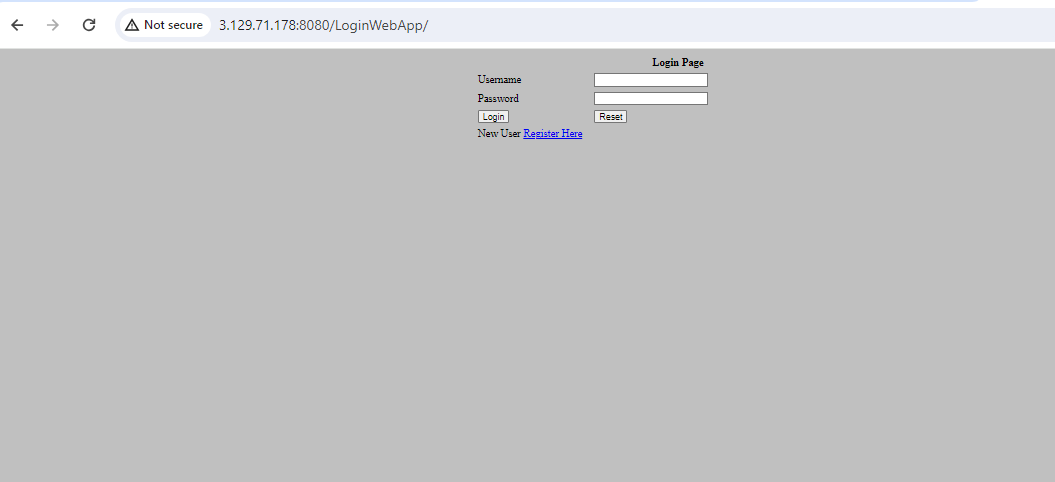 Not secure 3.129.71.178:8080/LoginWebApp/
Login Page
Username
Password
Login Reset
New User Register Here